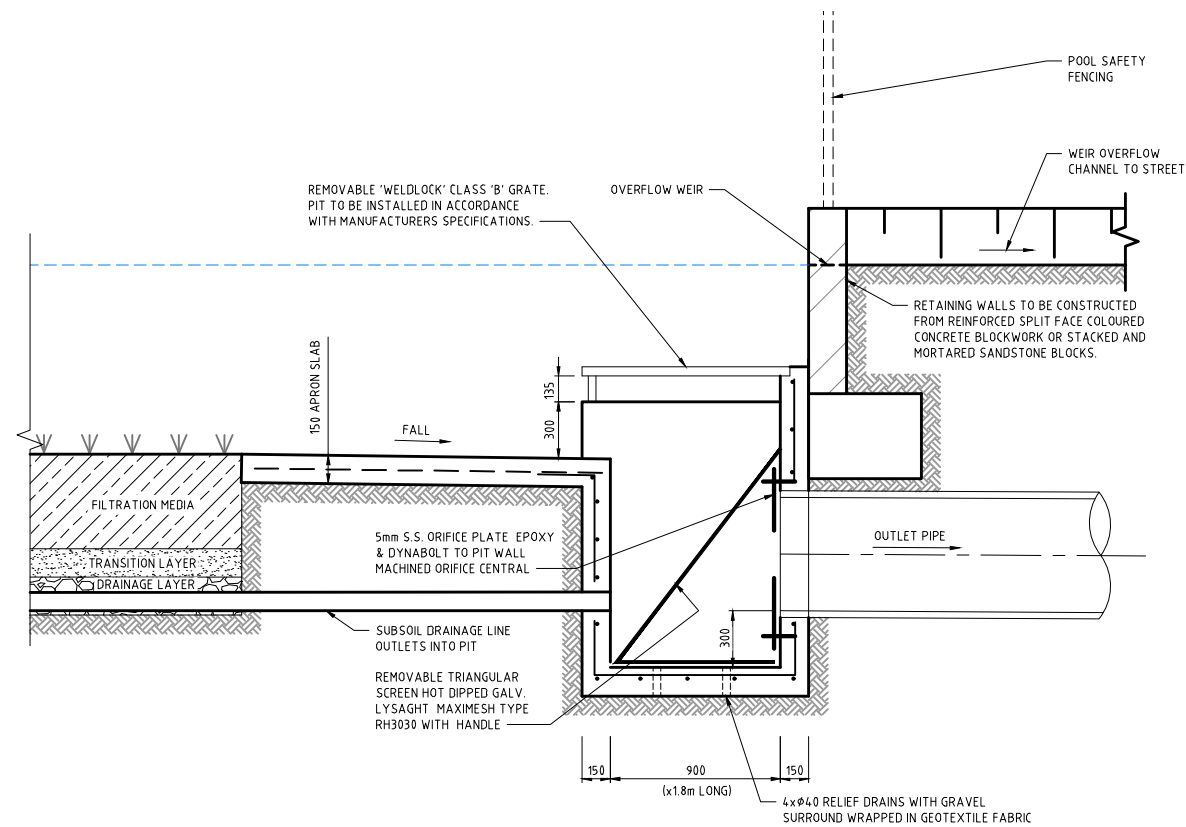 POOL SAFETY
FENCING
WEIR OVERFLOW
CHANNEL TO STREET
REMOVABLE 'WELDLOCK' CLASS 'B' GRATE.
PIT TO BE INSTALLED IN ACCORDANCE
WITH MANUFACTURERS SPECIFICATIONS.
OVERFLOW WEIR
RETAINING WALLS TO BE CONSTRUCTED
FROM REINFORCED SPLIT FACE COLOURED
CONCRETE BLOCKWORK OR STACKED AND
MORTARED SANDSTONE BLOCKS.
150 APRON SLAB
135
300
FALL
FILTRATION MEDIA
TRANSITION LAYER
DRAINAGE LAYER
5mm S.S. ORIFICE PLATE EPOXY
& DYNABOLT TO PIT WALL
MACHINED ORIFICE CENTRAL
OUTLET PIPE
300
SUBSOIL DRAINAGE LINE
OUTLETS INTO PIT
REMOVABLE TRIANGULAR
SCREEN HOT DIPPED GALV.
LYSAGHT MAXIMESH TYPE
RH3030 WITH HANDLE
150
900
150
(x1.8m LONG)
4xØ40 RELIEF DRAINS WITH GRAVEL
SURROUND WRAPPED IN GEOTEXTILE FABRIC